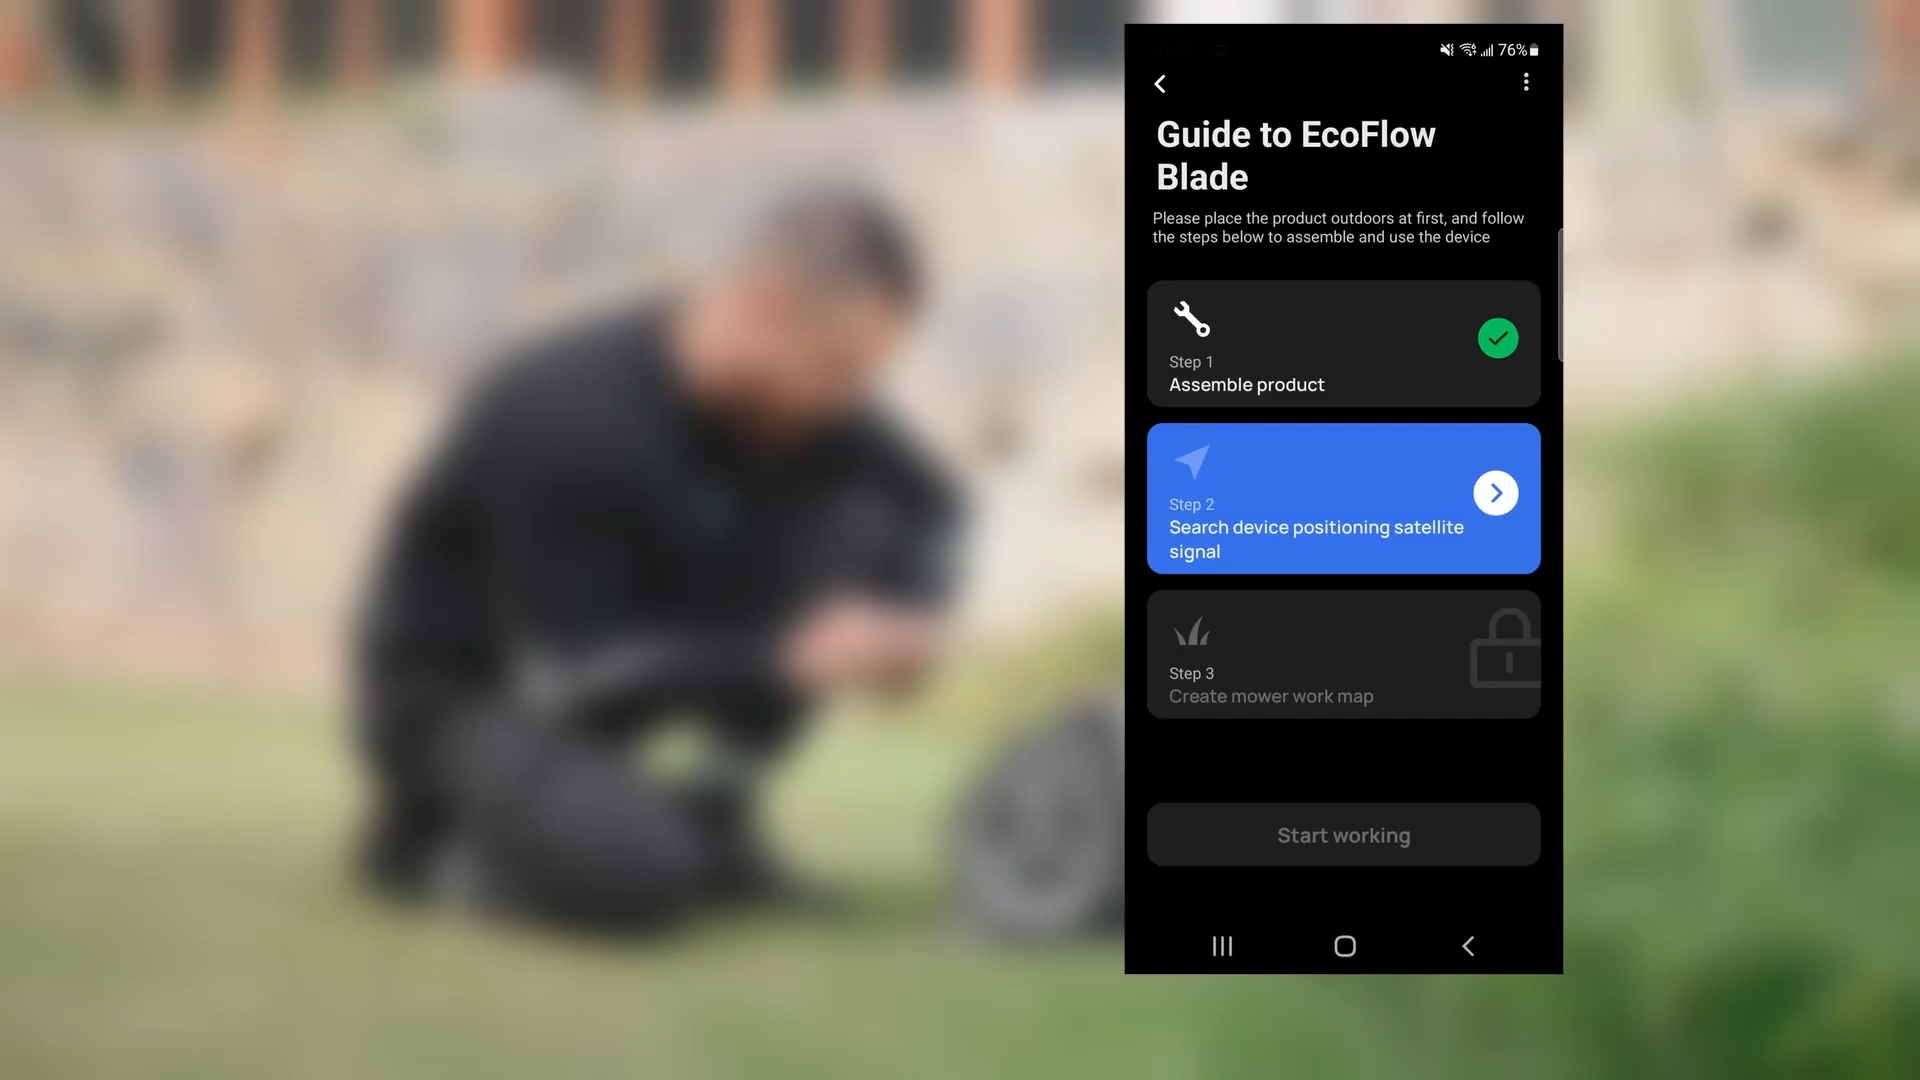 76%
Guide to EcoFlow
Blade
Please place the product outdoors at first, and follow
the steps below to assemble and use the device
Step 1
Assemble product
Step 2
Search device positioning satellite
signal
Step 3
Create mower work map
Start working